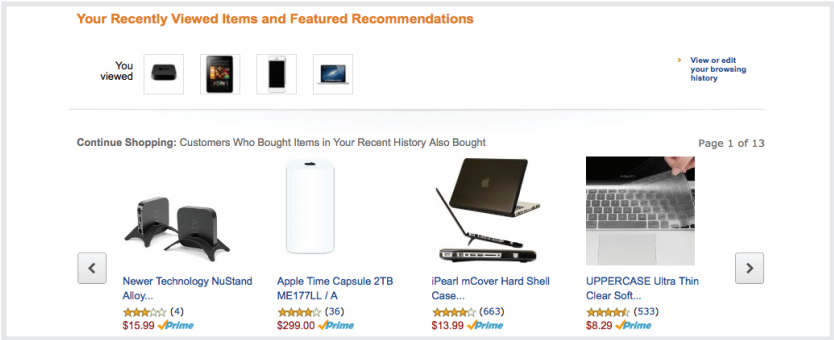 Your Recently Viewed Items and Featured Recommendations
You
viewed
View or edit
your browsing
history
Continue Shopping: Customers Who Bought Items in Your Recent History Also Bought
Page 1 of 13
Newer Technology NuStand
Alloy...
(4)
$15.99 Prime
Apple Time Capsule 2TB
ME177LL / A
(36)
$299.00 Prime
iPearl mCover Hard Shell
Case...
(663)
$13.99 Prime
UPPERCASE Ultra Thin
Clear Soft...
(533)
$8.29 Prime